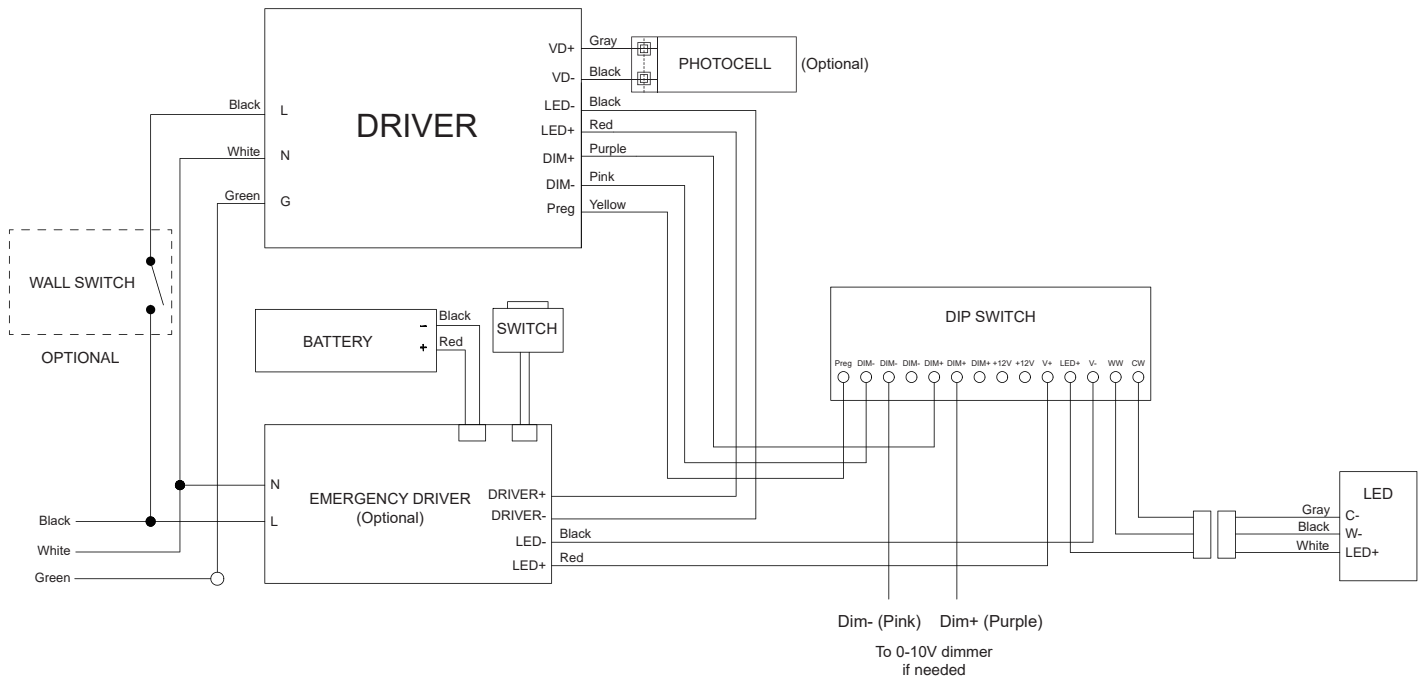 VD+
Gray
PHOTOCELL
(Optional)
VD-
Black
LED-
Black
Black
L
DRIVER
LED+
Red
DIM+
Purple
White
N
DIM-
Pink
Green
G
Preg
Yellow
WALL SWITCH
OPTIONAL
BATTERY
-
Black
+
Red
SWITCH
DIP SWITCH
Preg DIM- DIM- DIM- DIM+ DIM+ DIM+ +12V +12V V+ LED+ V- WW CW
N
EMERGENCY DRIVER
(Optional)
L
DRIVER+
DRIVER-
LED-
Black
LED+
Red
Black
White
Green
LED
Gray
C-
Black
W-
White
LED+
Dim- (Pink) Dim+ (Purple)
To 0-10V dimmer
if needed